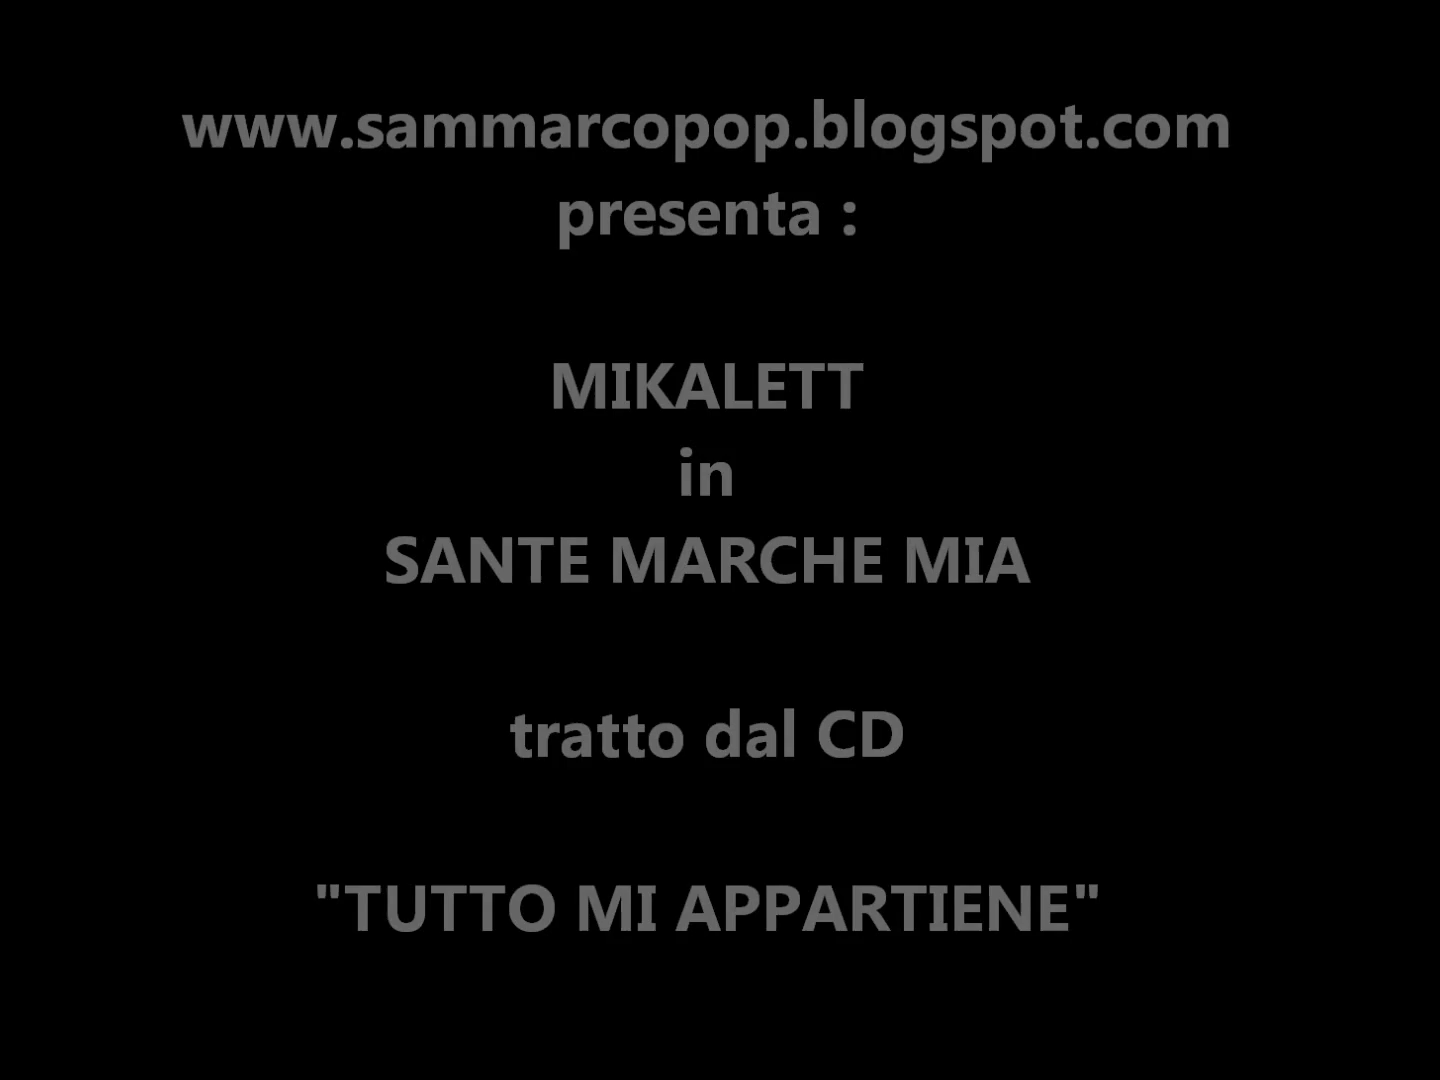 www.sammarcopop.blogspot.com
presenta :
MIKALETT
in
SANTE MARCHE MIA
tratto dal CD
"TUTTO MI APPARTIENE"